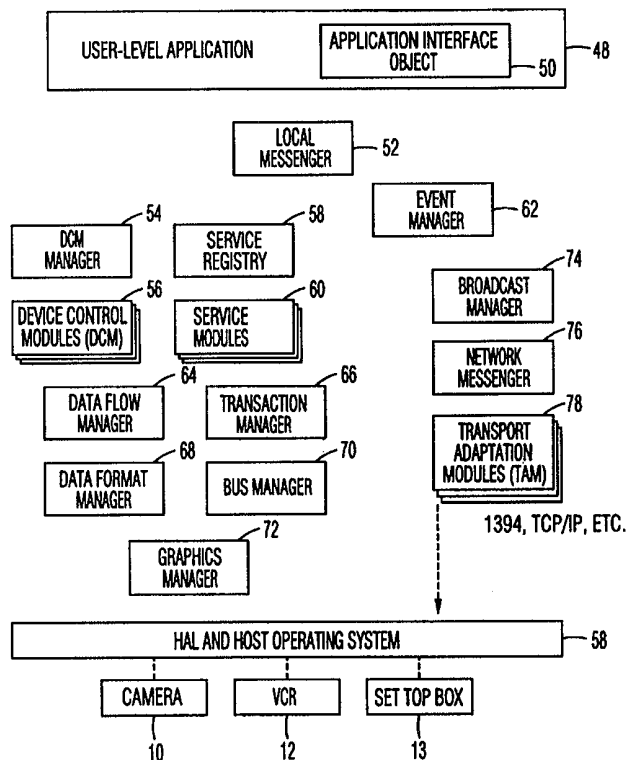 USER-LEVEL APPLICATION
APPLICATION INTERFACE
OBJECT
50
48
LOCAL
MESSENGER
52
EVENT
MANAGER
62
54
DCM
MANAGER
58
SERVICE
REGISTRY
74
BROADCAST
MANAGER
56
DEVICE CONTROL
MODULES (DCM)
60
SERVICE
MODULES
76
NETWORK
MESSENGER
64
DATA FLOW
MANAGER
66
TRANSACTION
MANAGER
78
TRANSPORT
ADAPTATION
MODULES (TAM)
68
DATA FORMAT
MANAGER
70
BUS MANAGER
1394, TCP/IP, ETC.
72
GRAPHICS
MANAGER
HAL AND HOST OPERATING SYSTEM
58
CAMERA
VCR
SET TOP BOX
10
12
13